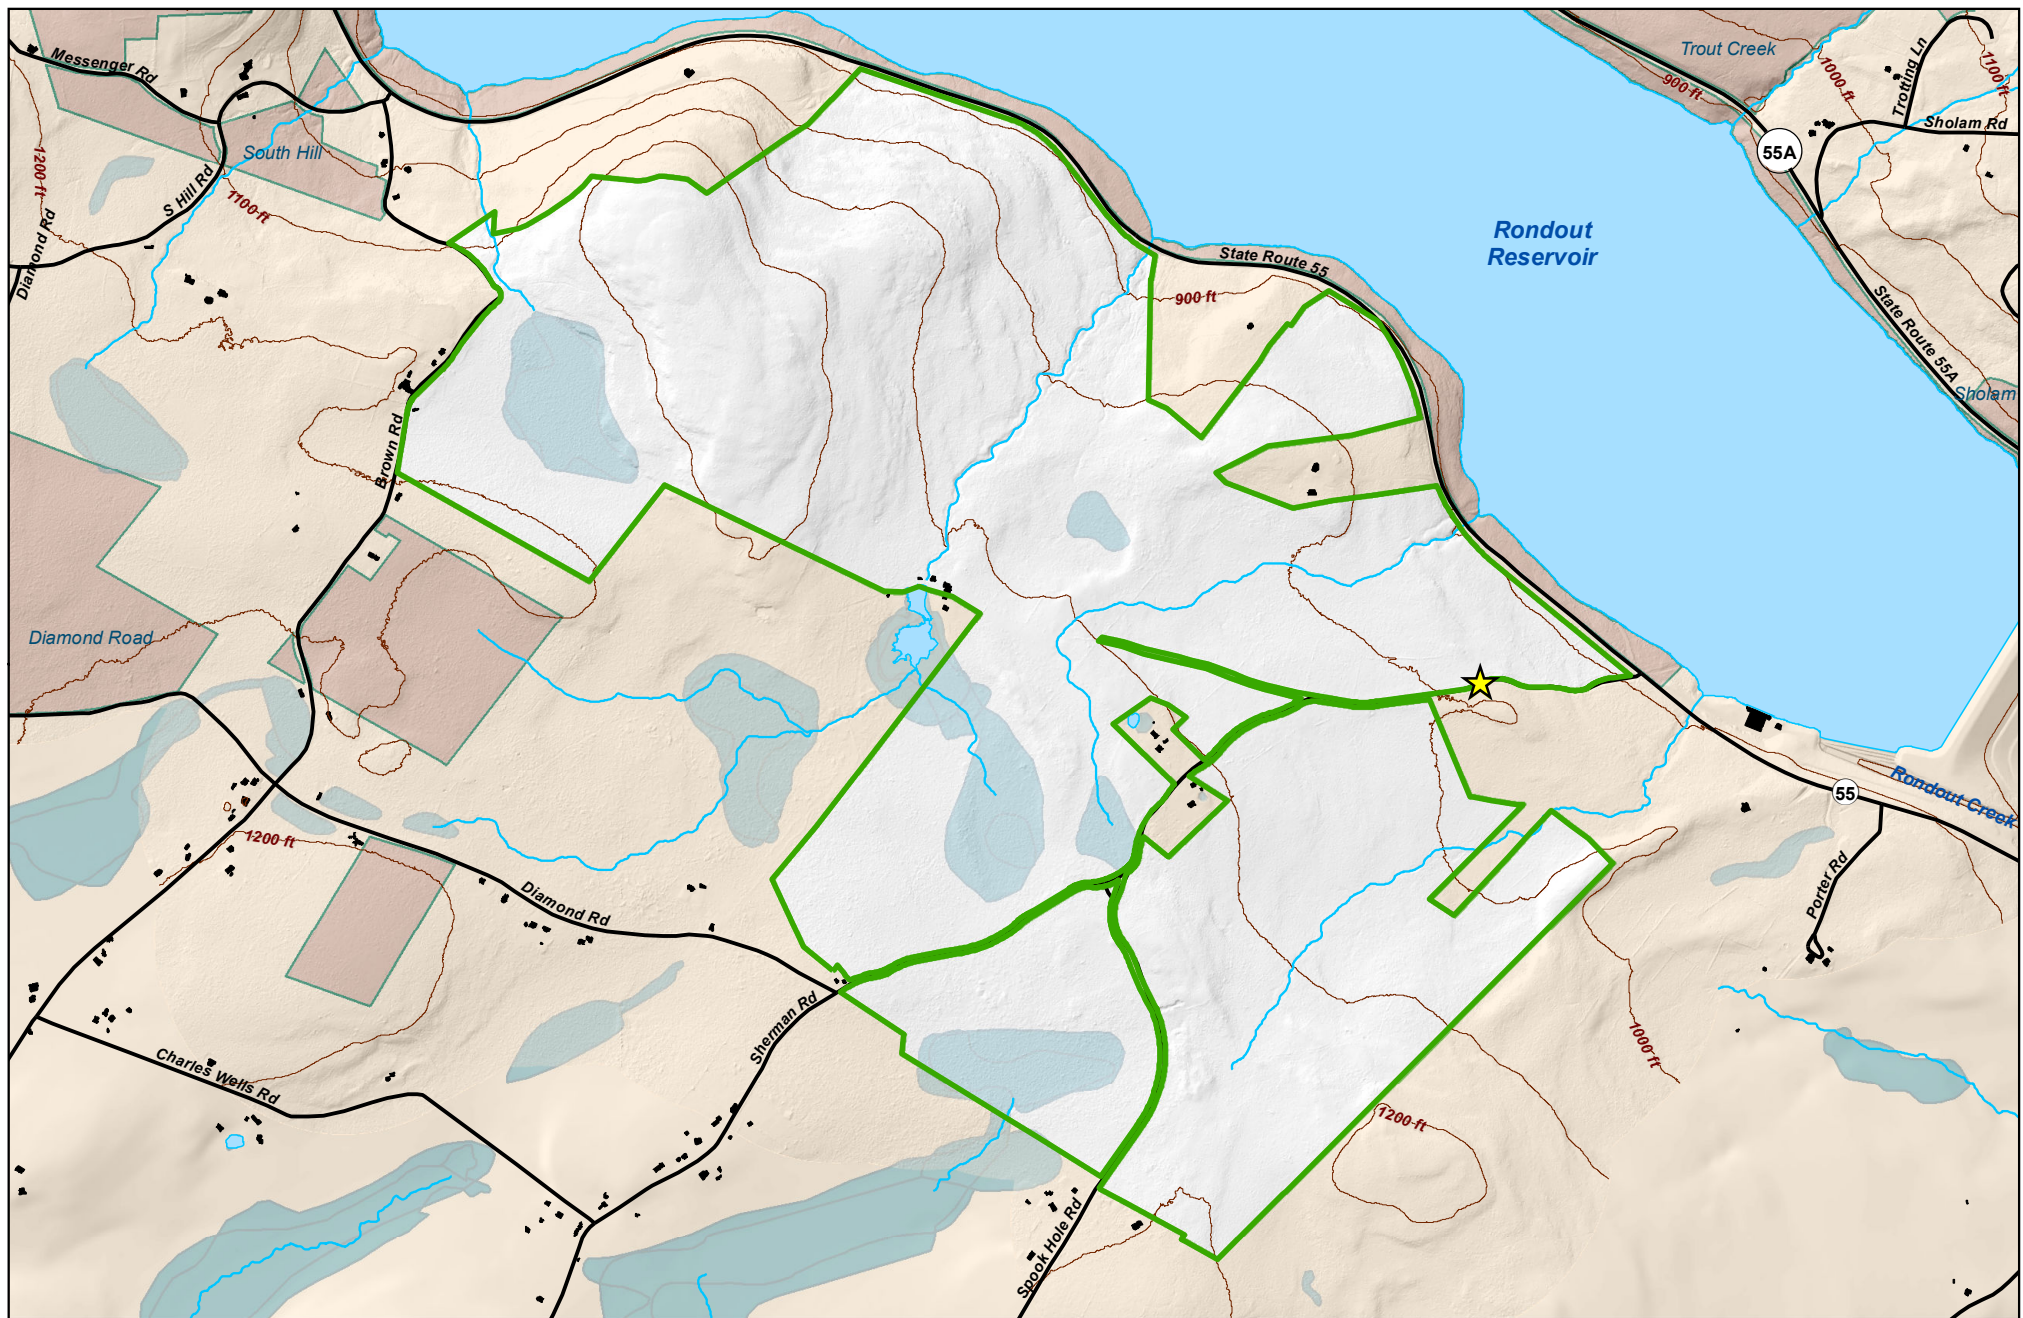 Messenger Rd
Trout Creek
900 ft
1000 ft
Trotting Ln
1100 ft
Sholam Rd
55A
South Hill
1200 ft
S Hill Rd
1100 ft
Diamond Rd
Rondout
Reservoir
State Route 55
900 ft
State Route 55A
Sholam
Brown Rd
Diamond Road
Rondout Creek
55
1200 ft
Diamond Rd
Porter Rd
Sherman Rd
Charles Wells Rd
1000 ft
1200 ft
Spook Hole Rd